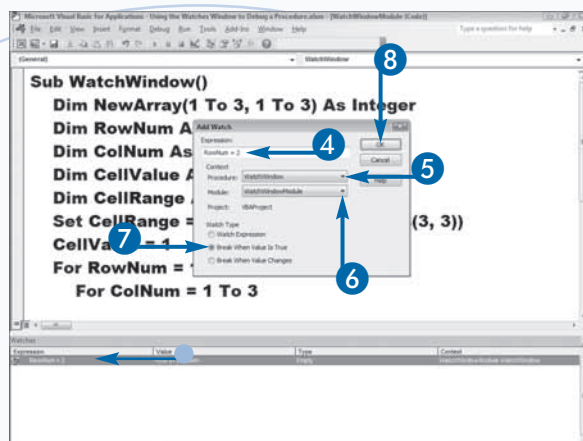 Microsoft Visual Basic for Applications - Using the Watches Window to Debug a Procedure.xlsm - [WatchWindowModule (Code)]
File Edit View Insert Format Debug Run Tools Add-Ins Window Help
Type a question for help
(General)
WatchWindow
Sub WatchWindow()
Dim NewArray(1 To 3, 1 To 3) As Integer
Dim RowNum A
Dim ColNum As
Dim CellValue A
Dim CellRange
Set CellRange = (3, 3))
CellVa = 1
For RowNum =
For ColNum = 1 To 3
Add Watch
Expression:
RowNum = 2
OK
Cancel
Help
Context
Procedure: WatchWindow
Module: WatchWindowModule
Project: VBAProject
Watch Type
Watch Expression
Break When Value Is True
Break When Value Changes
4
5
6
7
8
Watches
Expression Value Type Context
RowNum = 2 Empty WatchWindowModule.WatchWindow